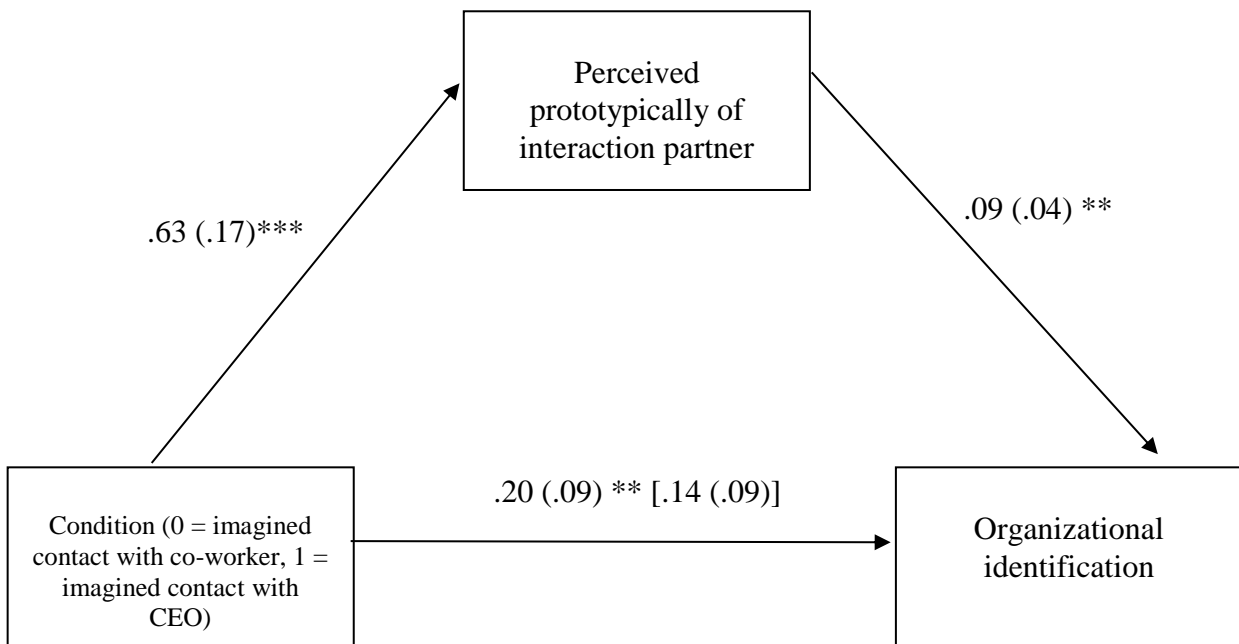 Perceived
prototypically of
interaction partner
.63 (.17)***
.09 (.04) **
.20 (.09) ** [.14 (.09)]
Condition (0 = imagined
contact with co-worker, 1 =
imagined contact with
CEO)
Organizational
identification